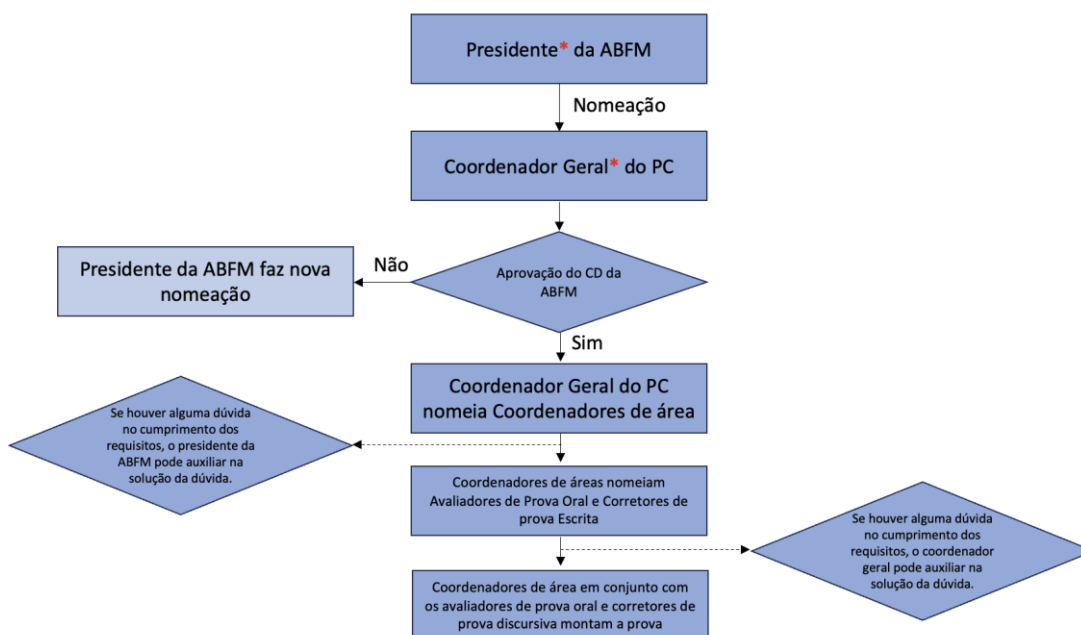 Presidente* da ABFM
Nomeação
Coordenador Geral* do PC
Aprovação do CD da
ABFM
Não
Presidente da ABFM faz nova
nomeação
Sim
Coordenador Geral do PC
nomeia Coordenadores de área
Se houver alguma dúvida
no cumprimento dos
requisitos, o presidente da
ABFM pode auxiliar na
solução da dúvida.
Coordenadores de áreas nomeiam
Avaliadores de Prova Oral e Corretores de
prova Escrita
Se houver alguma dúvida
no cumprimento dos
requisitos, o coordenador
geral pode auxiliar na
solução da dúvida.
Coordenadores de área em conjunto com
os avaliadores de prova oral e corretores de
prova discursiva montam a prova